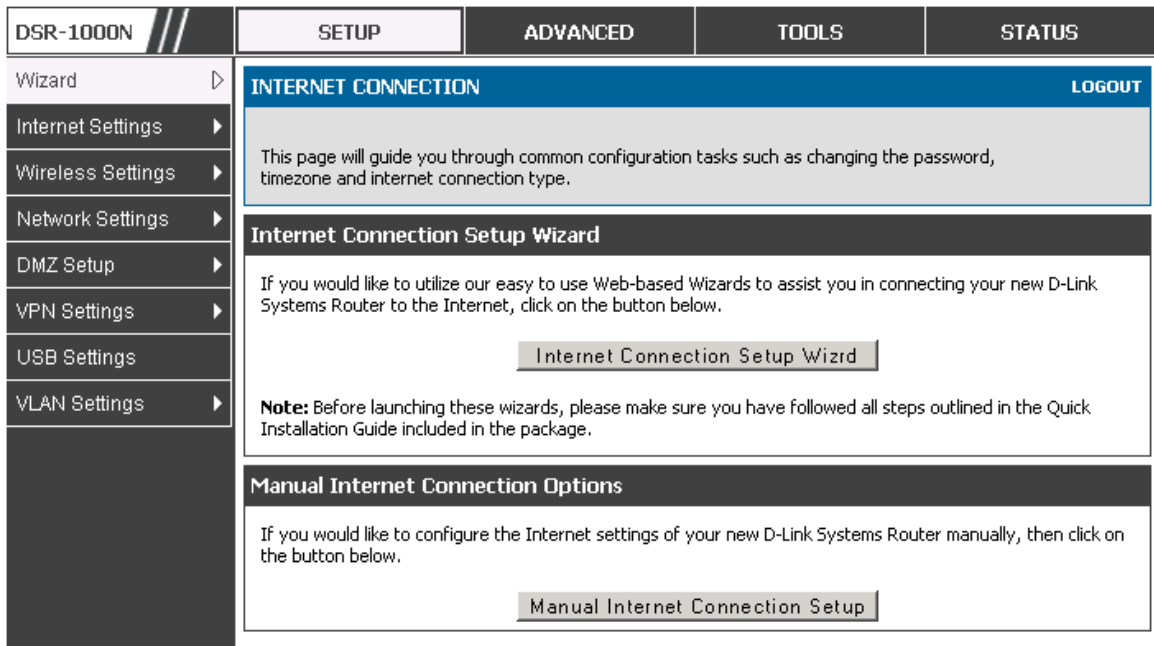 DSR-1000N
SETUP
ADVANCED
TOOLS
STATUS
Wizard
Internet Settings
Wireless Settings
Network Settings
DMZ Setup
VPN Settings
USB Settings
VLAN Settings
INTERNET CONNECTION
LOGOUT
This page will guide you through common configuration tasks such as changing the password,
timezone and internet connection type.
Internet Connection Setup Wizard
If you would like to utilize our easy to use Web-based Wizards to assist you in connecting your new D-Link
Systems Router to the Internet, click on the button below.
Internet Connection Setup Wizrd
Note: Before launching these wizards, please make sure you have followed all steps outlined in the Quick
Installation Guide included in the package.
Manual Internet Connection Options
If you would like to configure the Internet settings of your new D-Link Systems Router manually, then click on
the button below.
Manual Internet Connection Setup